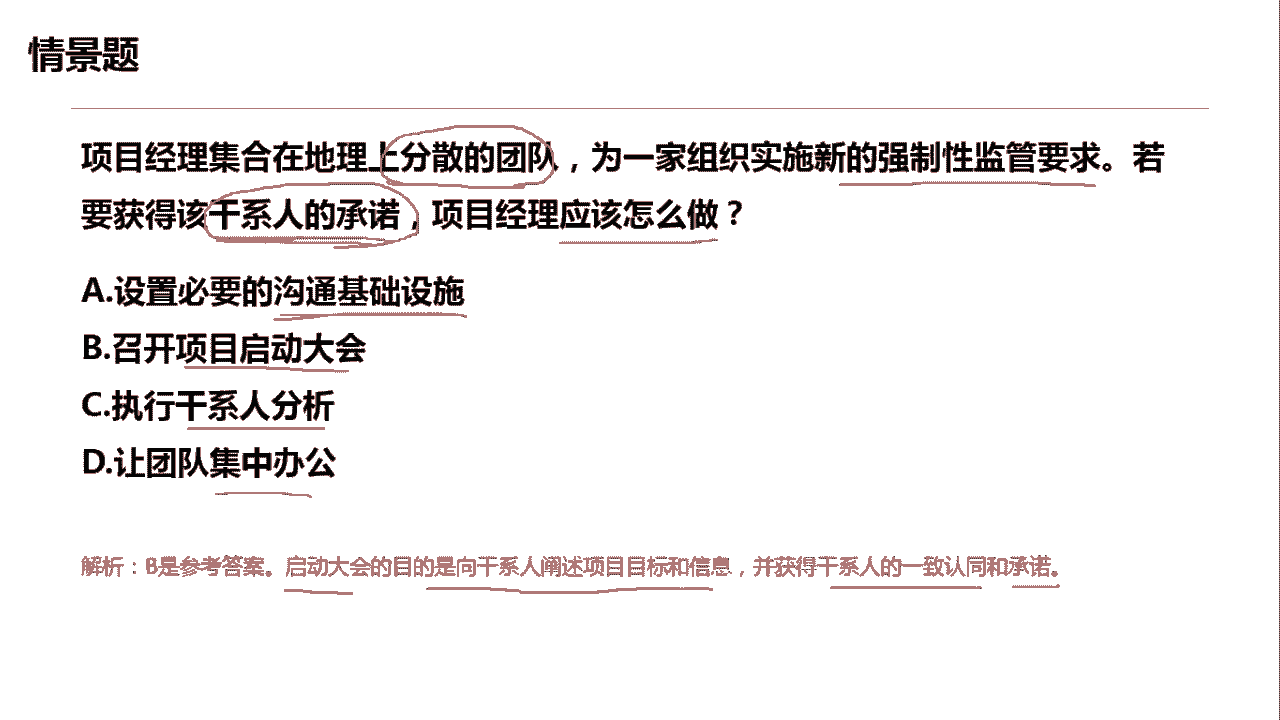 情景题
项目经理集合在地理上分散的团队，为一家组织实施新的强制性监管要求。若
要获得该干系人的承诺，项目经理应该怎么做？
A.设置必要的沟通基础设施
B.召开项目启动大会
C.执行干系人分析
D.让团队集中办公
解析：B是参考答案。启动大会的目的是向干系人阐述项目目标和信息，并获得干系人的一致认同和承诺。